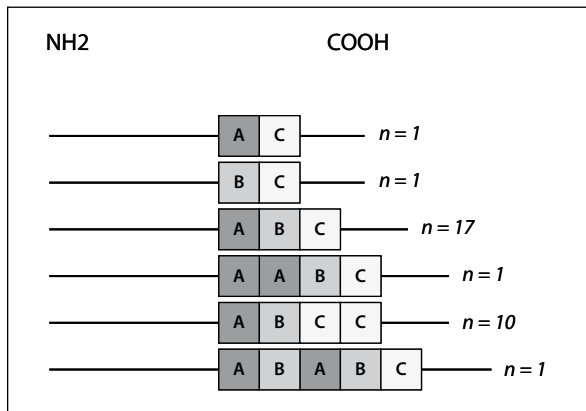 NH2 COOH
A C n = 1
B C n = 1
A B C n = 17
A A B C n = 1
A B C C n = 10
A B A B C n = 1